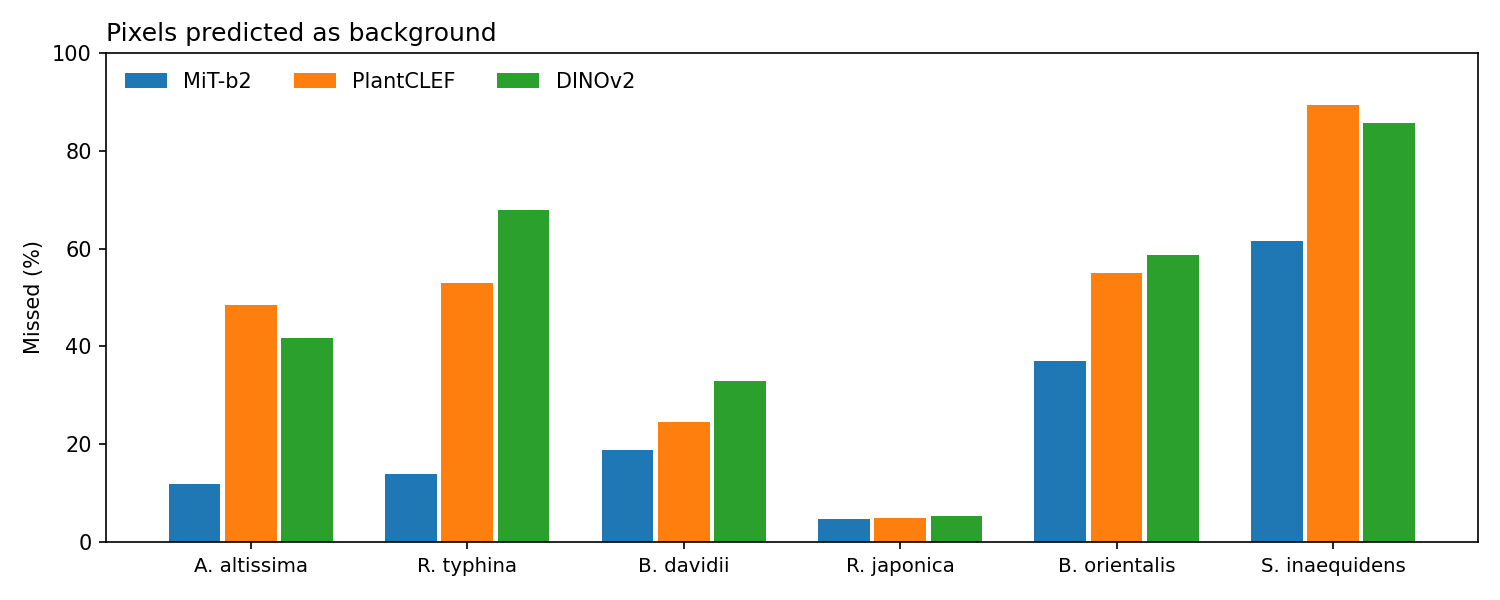 Pixels predicted as background
100
MiT-b2 PlantCLEF DINOv2
80
60
40
20
0
Missed (%)
A. altissima R. typhina B. davidii R. japonica B. orientalis S. inaequidens